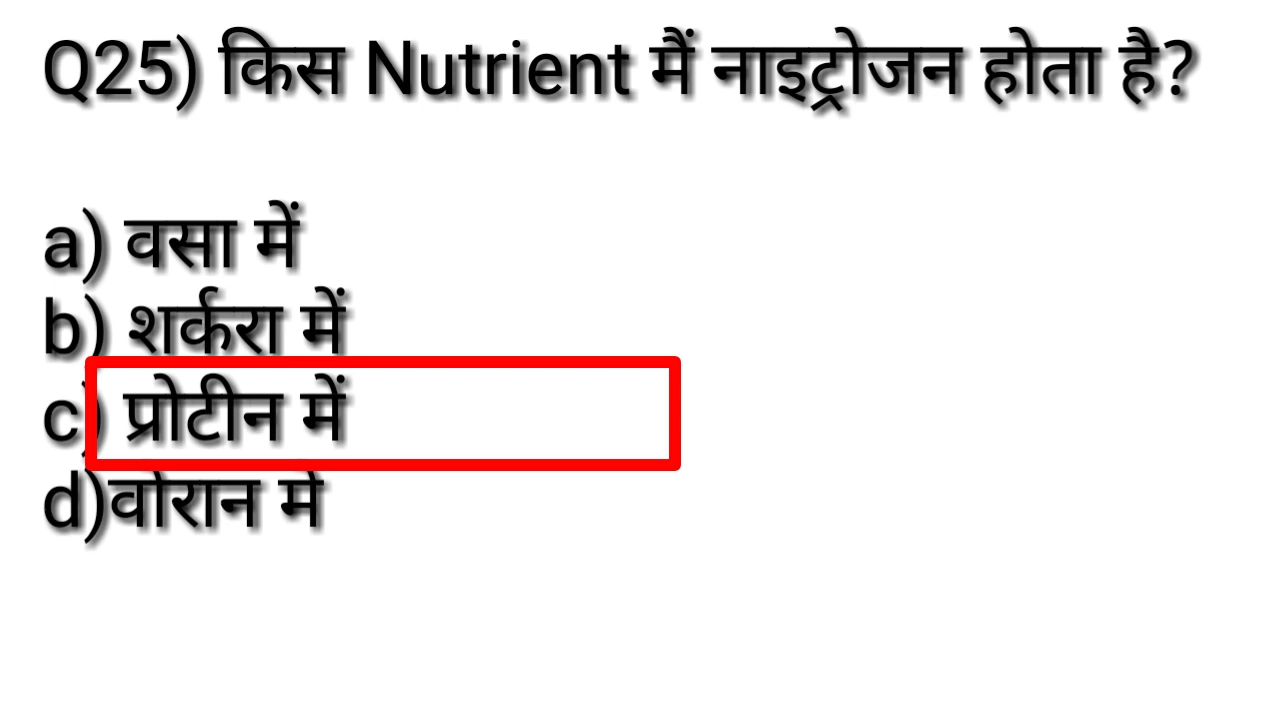 Q25) किस Nutrient मैं नाइट्रोजन होता है?
a) वसा में
b) शर्करा में
c) प्रोटीन में
d)वोरान में